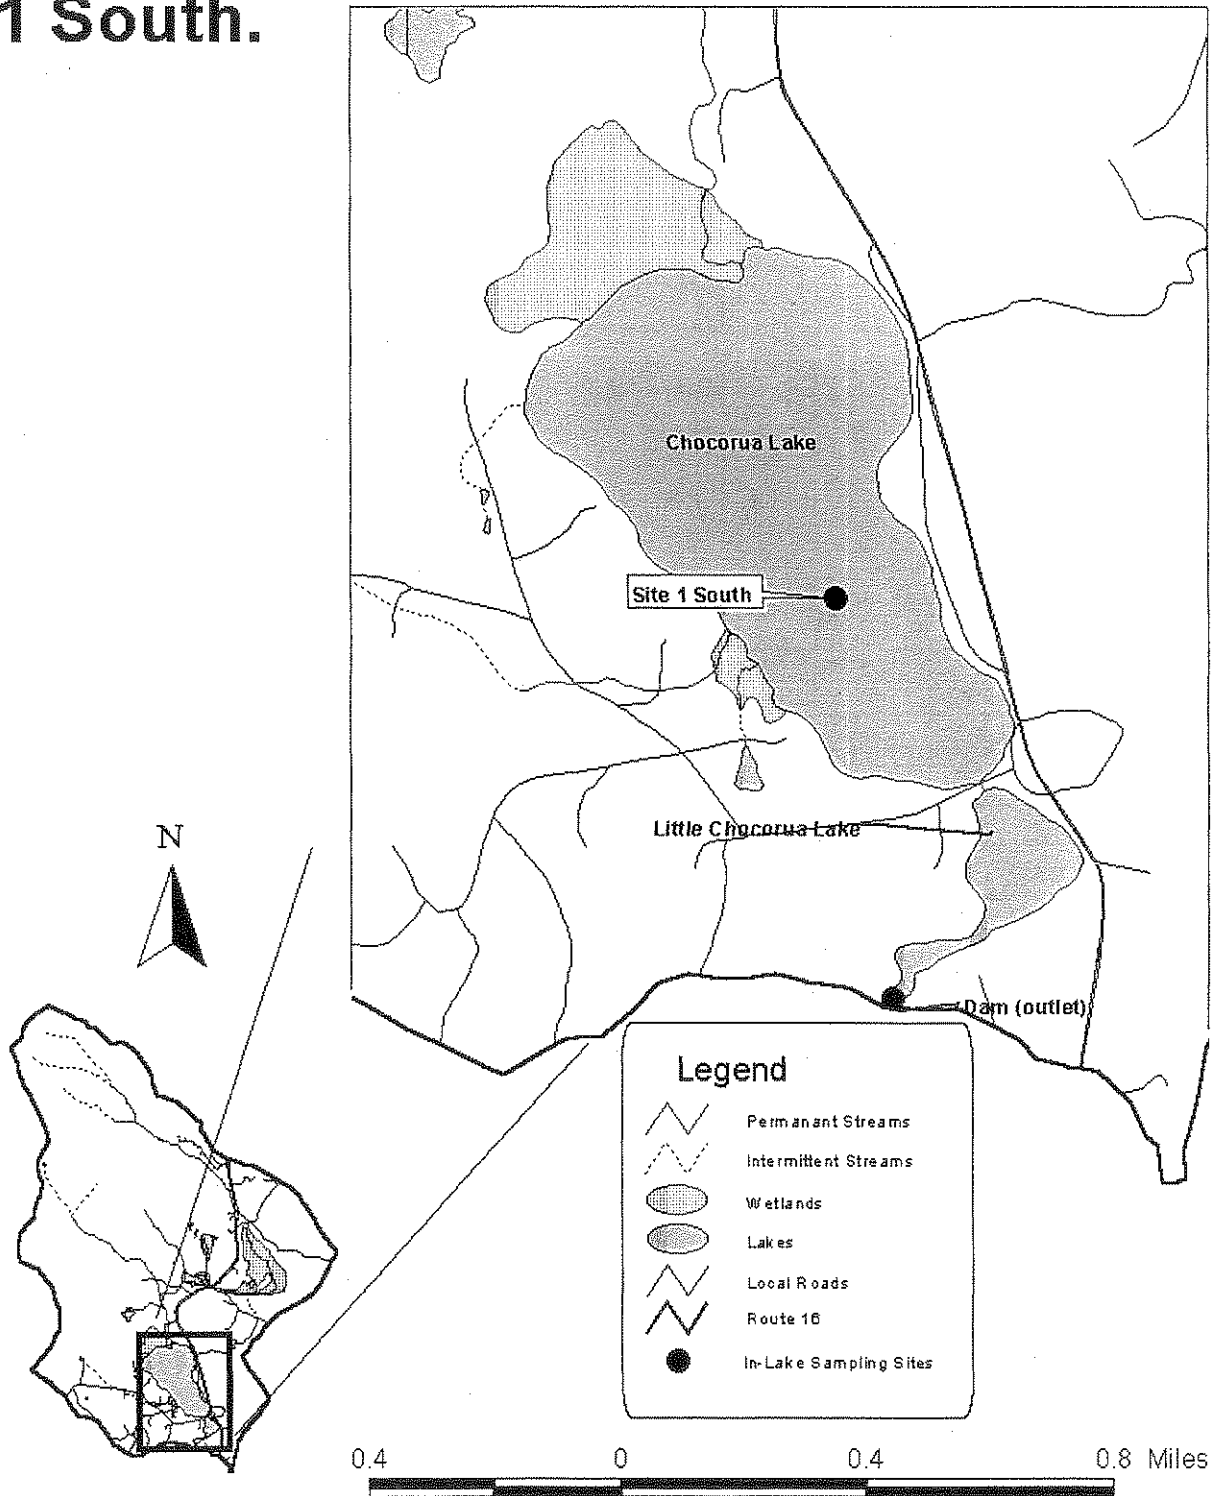 1 South.
Chocorua Lake
Site 1 South
Little Chocorua Lake
N
Dam (outlet)
Legend
Permanant Streams
Intermittent Streams
Wetlands
Lakes
Local Roads
Route 16
In-Lake Sampling Sites
0.4 0 0.4 0.8 Miles